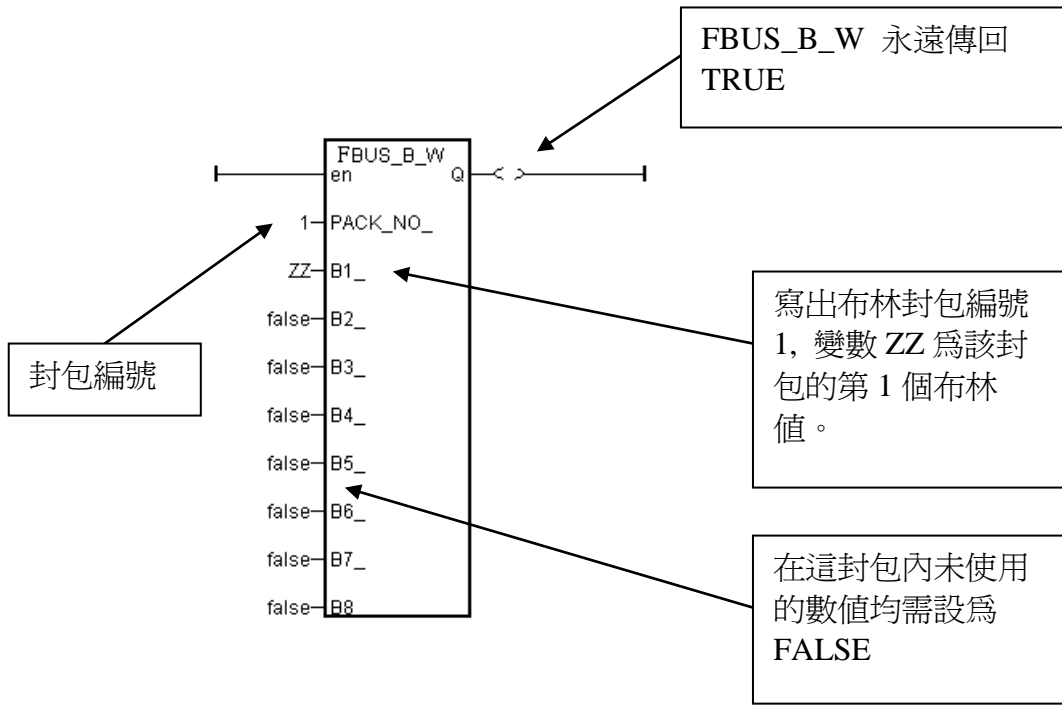 FBUS_B_W 永遠傳回
TRUE
FBUS_B_W
en Q
1 PACK_NO_
ZZ B1_
false B2_
false B3_
false B4_
false B5_
false B6_
false B7_
false B8
封包編號
寫出布林封包編號
1, 變數 ZZ 爲該封
包的第 1 個布林
值。
在這封包內未使用
的數值均需設爲
FALSE